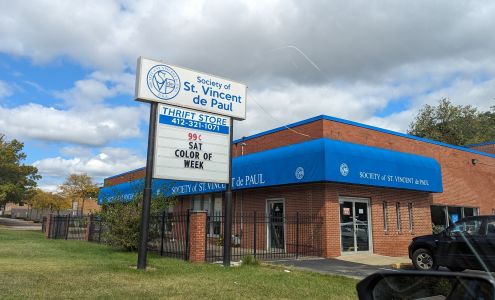 Society of
St. Vincent
de Paul
THRIFT STORE
412-321-1071
99¢
SAT
COLOR OF
WEEK
SOCIETY of ST. VINCENT de PAUL
SOCIETY of ST. VINCENT de PAUL